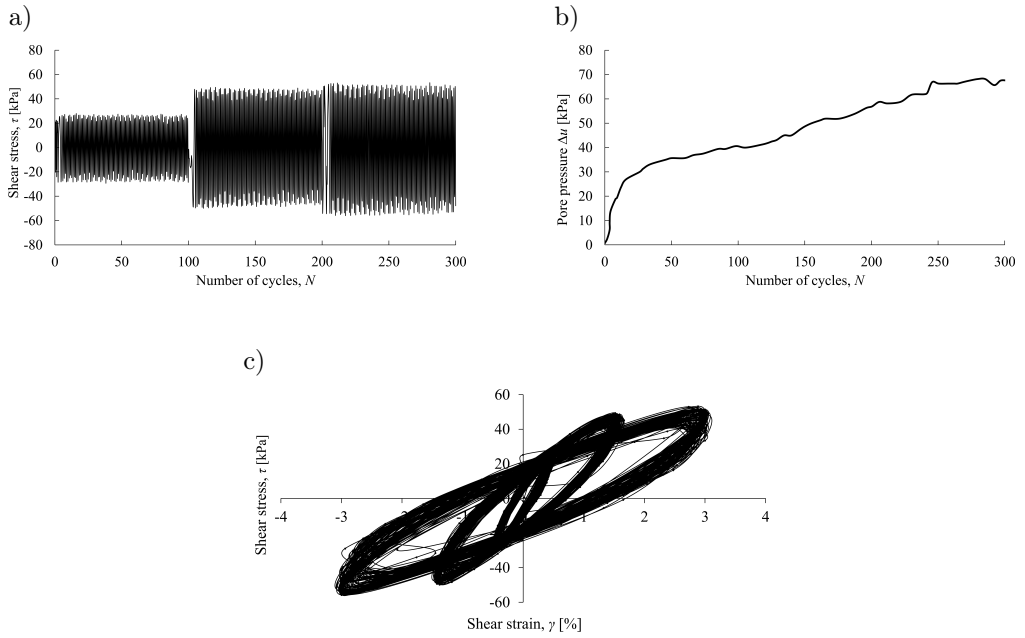 a)
80
60
40
20
0
-20
-40
-60
-80
Shear stress, τ [kPa]
0 50 100 150 200 250 300
Number of cycles, N
b)
80
70
60
50
40
30
20
10
0
Pore pressure Δu [kPa]
0 50 100 150 200 250 300
Number of cycles, N
c)
60
40
20
-40
-60
Shear stress, τ [kPa]
-4 -3 -2 1 2 3 4
Shear strain, γ [%]